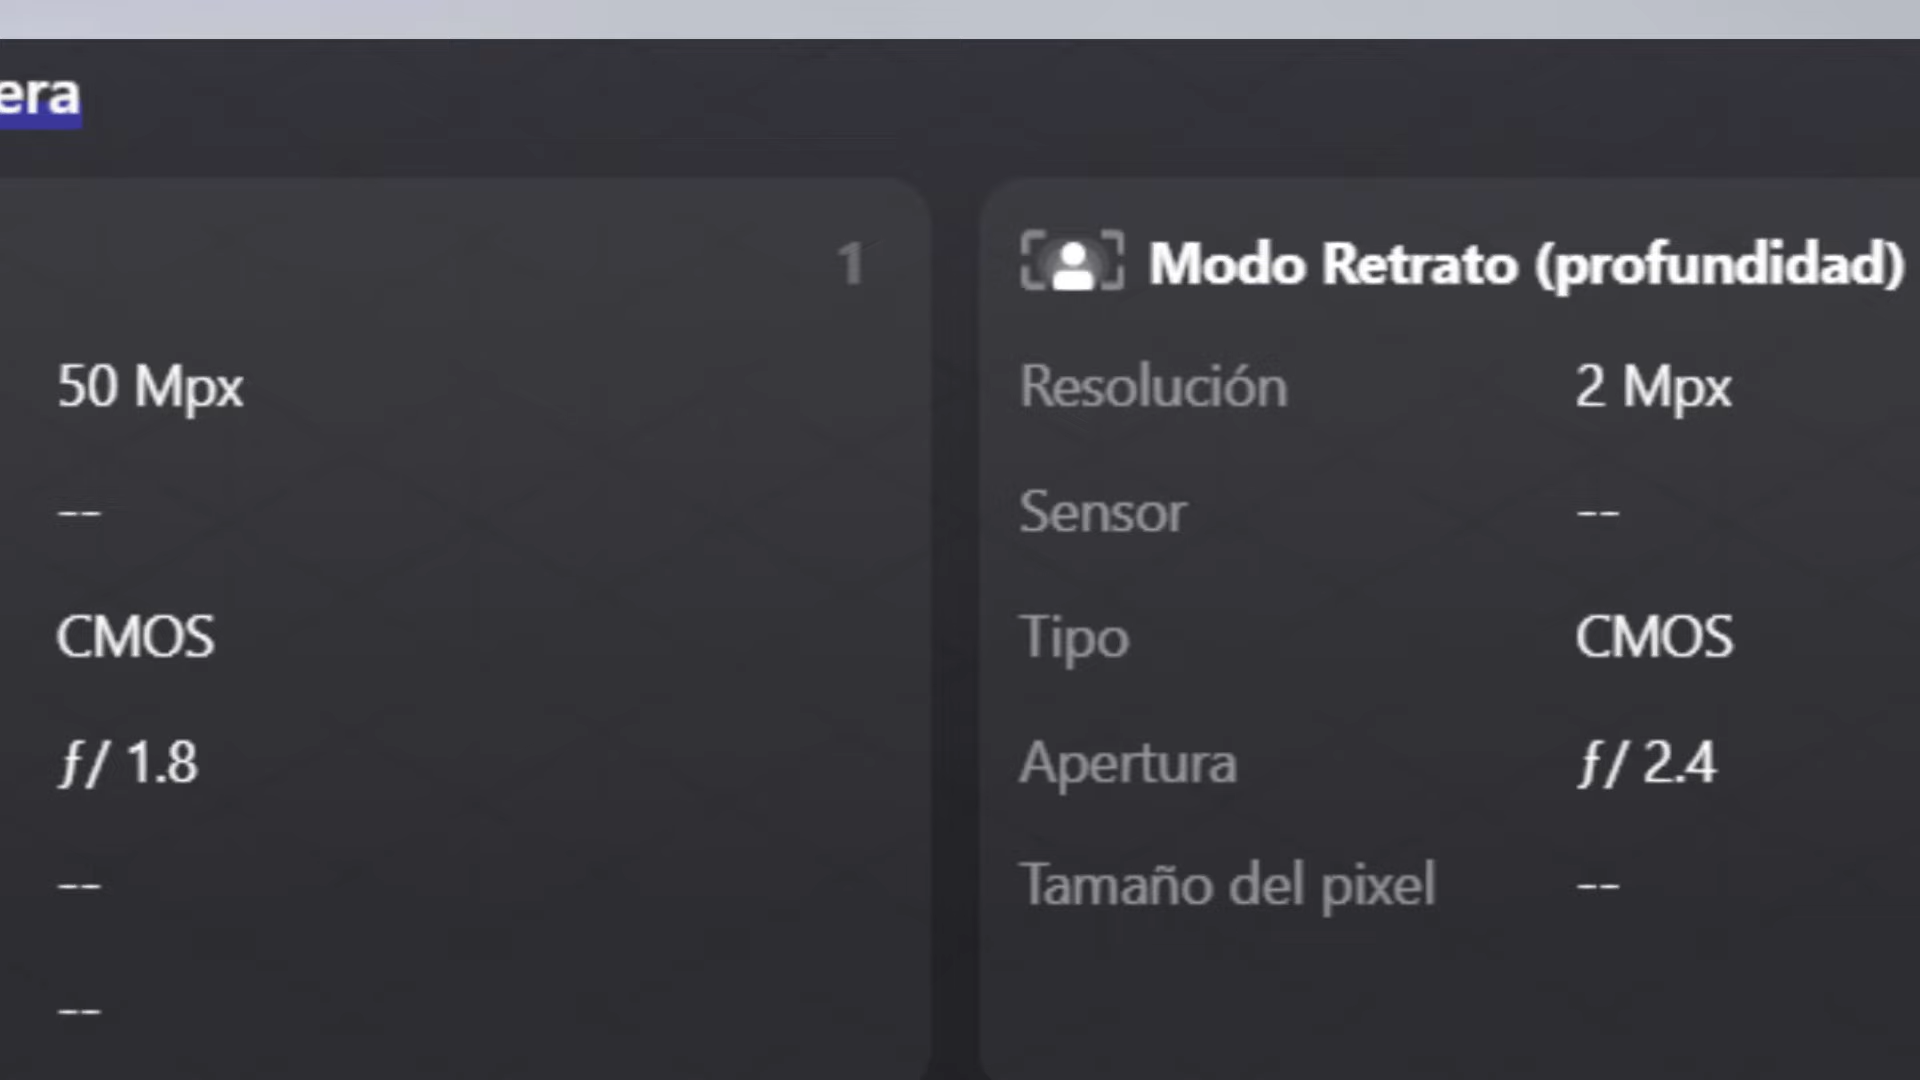 era
1
50 Mpx
--
CMOS
ƒ/ 1.8
--
--
Modo Retrato (profundidad)
Resolución 2 Mpx
Sensor --
Tipo CMOS
Apertura ƒ/ 2.4
Tamaño del pixel --